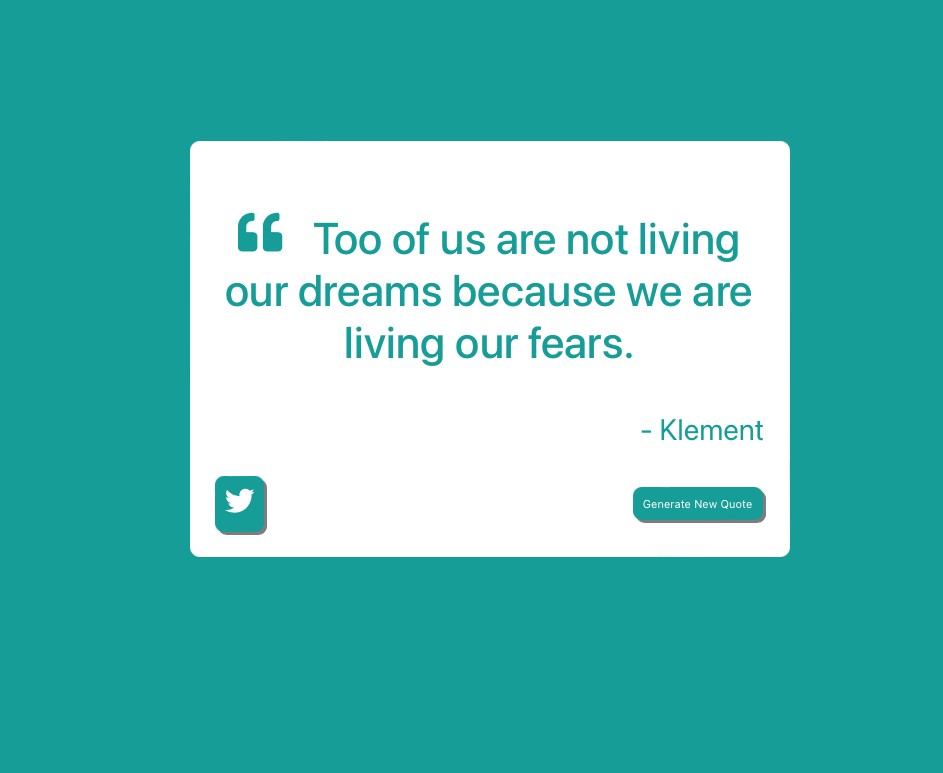 “ Too of us are not living
our dreams because we are
living our fears.
- Klement
Generate New Quote